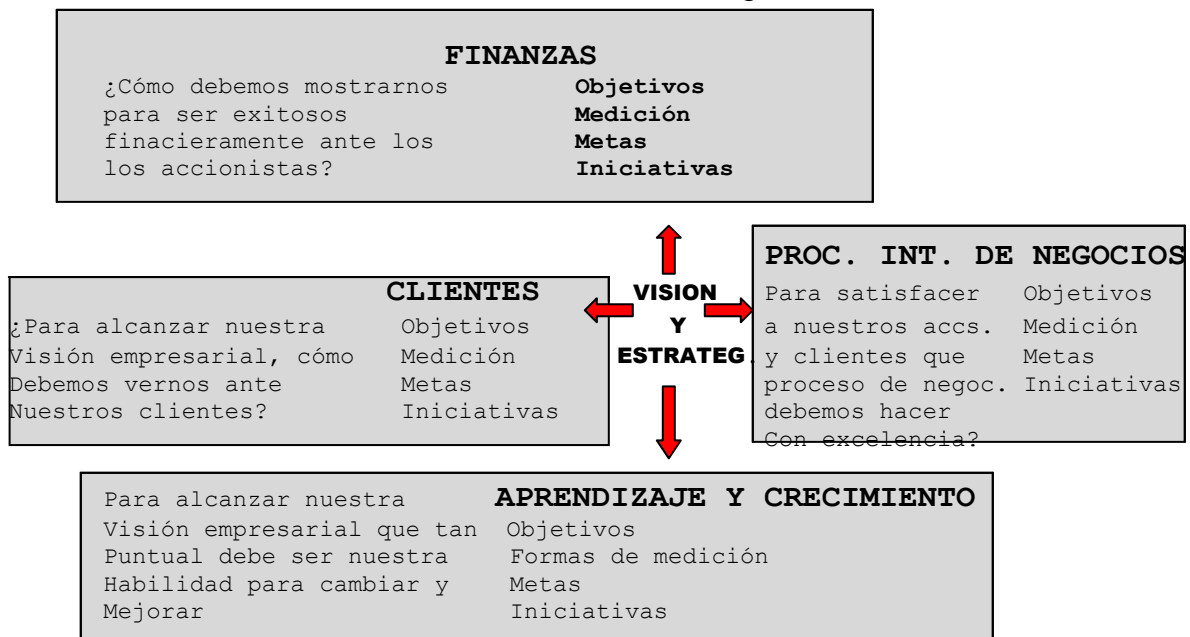 FINANZAS
¿Cómo debemos mostrarnos Objetivos
para ser exitosos Medición
finacieramente ante los Metas
los accionistas? Iniciativas
CLIENTES
¿Para alcanzar nuestra Objetivos
Visión empresarial, cómo Medición
Debemos vernos ante Metas
Nuestros clientes? Iniciativas
VISION
Y
ESTRATEG.
PROC. INT. DE NEGOCIOS
Para satisfacer Objetivos
a nuestros accs. Medición
y clientes que Metas
proceso de negoc. Iniciativas
debemos hacer
Con excelencia?
Para alcanzar nuestra APRENDIZAJE Y CRECIMIENTO
Visión empresarial que tan Objetivos
Puntual debe ser nuestra Formas de medición
Habilidad para cambiar y Metas
Mejorar Iniciativas